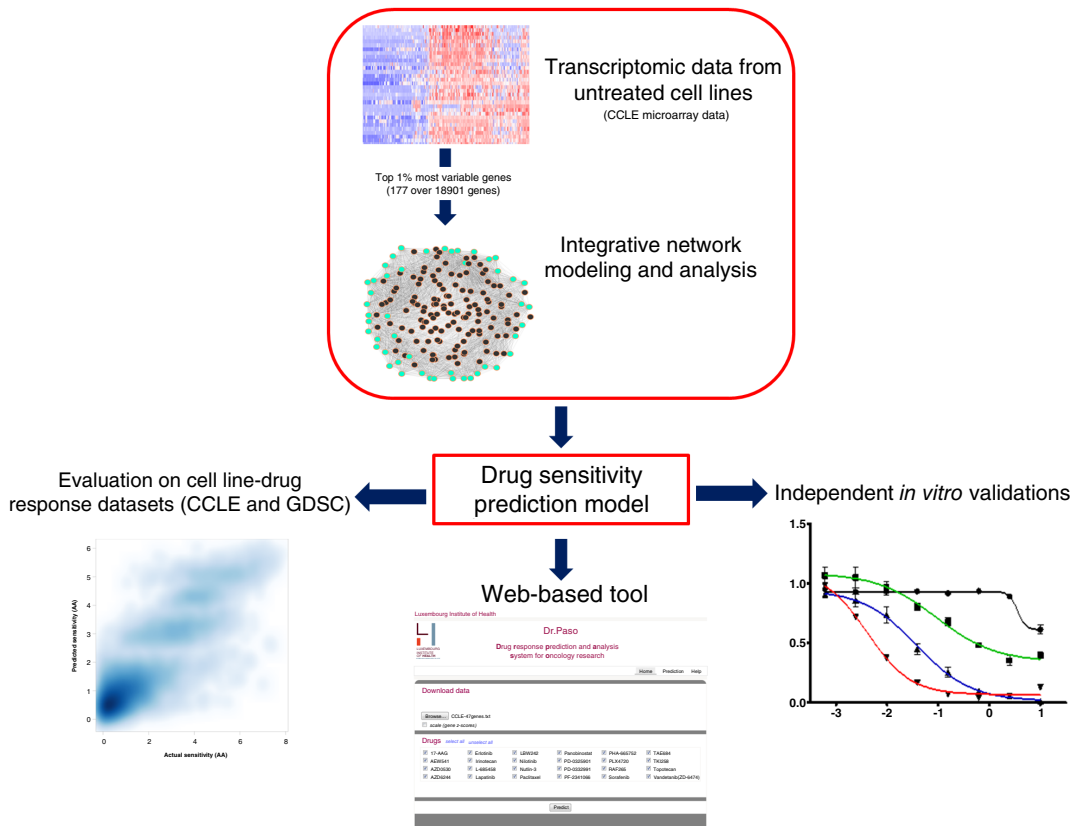 Transcriptomic data from
untreated cell lines
(CCLE microarray data)
Top 1% most variable genes
(177 over 18901 genes)
Integrative network
modeling and analysis
Drug sensitivity
prediction model
Evaluation on cell line-drug
response datasets (CCLE and GDSC)
Independent in vitro validations
Web-based tool
6
5
4
3
2
1
0
Predicted sensitivity (AA)
0 2 4 6 8
Actual sensitivity (AA)
Luxembourg Institute of Health
LUXEMBOURG
INSTITUTE
OF HEALTH
Dr.Paso
Drug response prediction and analysis
system for oncology research
Home Prediction Help
Download data
Browse... CCLE-47genes.txt
scale (gene z-scores)
Drugs select all unselect all
17-AAG Erlotinib LBW242 Panobinostat PHA-665752 TAE684
AEW541 Irinotecan Nilotinib PD-0325901 PLX4720 TKI258
AZD0530 L-685458 Nutlin-3 PD-0332991 RAF265 Topotecan
AZD6244 Lapatinib Paclitaxel PF-2341066 Sorafenib Vandetanib(ZD-6474)
Predict
1.5
1.0
0.5
0.0
-3 -2 -1 0 1